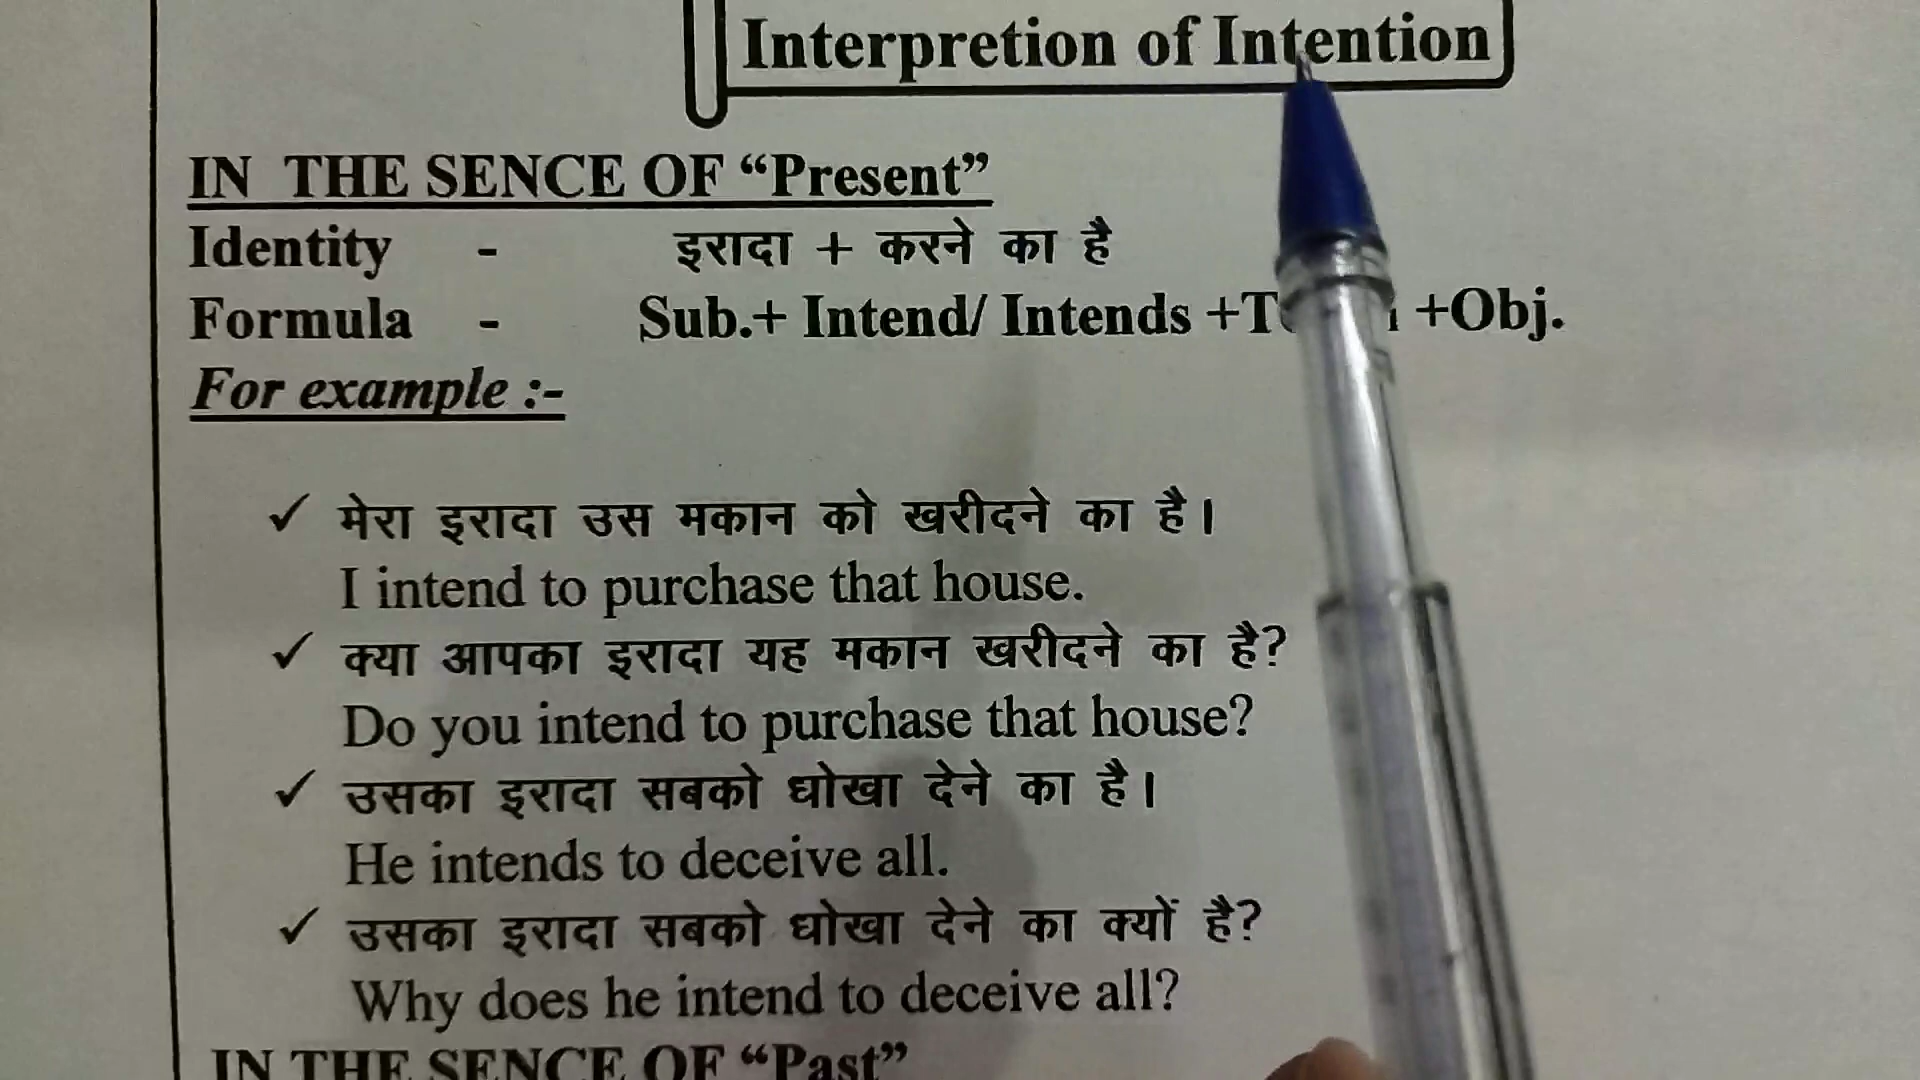 Interpretion of Intention
IN THE SENCE OF “Present”
Identity - इरादा + करने का है
Formula - Sub.+ Intend/ Intends + +Obj.
For example :-
✓ मेरा इरादा उस मकान को खरीदने का है।
I intend to purchase that house.
✓ क्या आपका इरादा यह मकान खरीदने का है?
Do you intend to purchase that house?
✓ उसका इरादा सबको धोखा देने का है।
He intends to deceive all.
✓ उसका इरादा सबको धोखा देने का क्यों है?
Why does he intend to deceive all?
IN THE SENCE OF “Past”